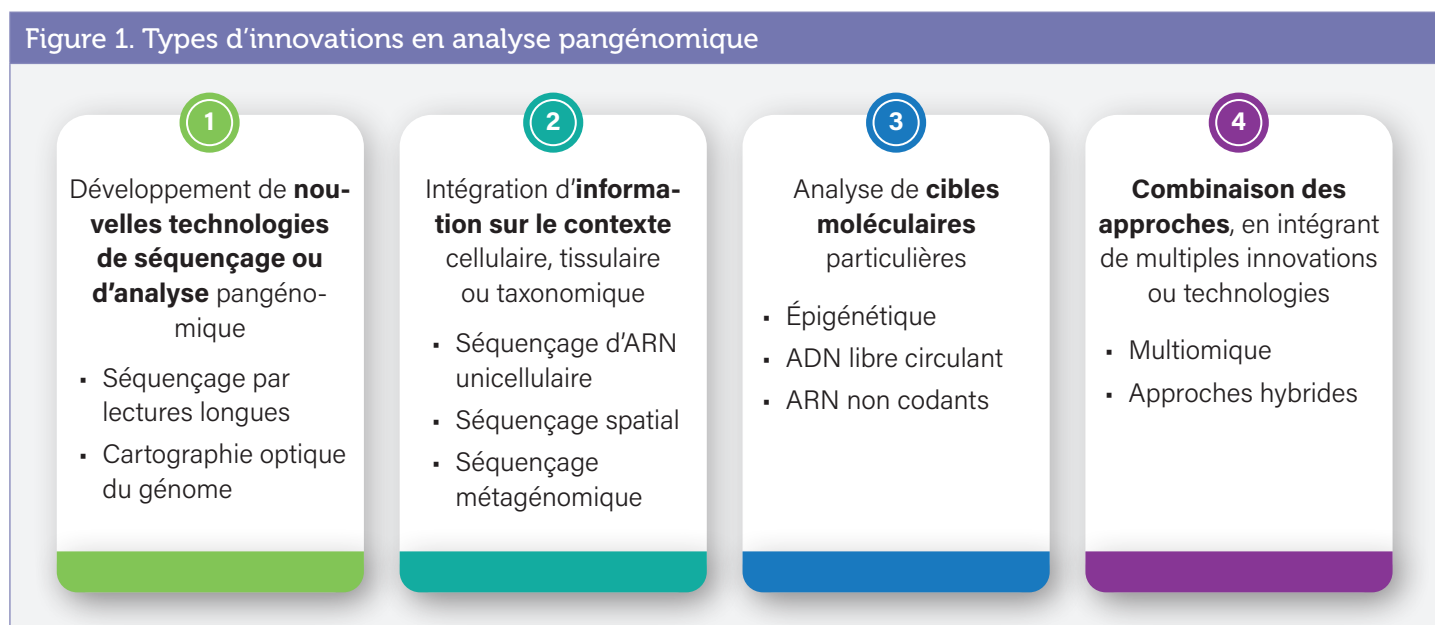 Figure 1. Types d’innovations en analyse pangénomique
1
Développement de nou-
velles technologies
de séquençage ou
d’analyse pangéno-
mique
▪ Séquençage par
lectures longues
▪ Cartographie optique
du génome
2
Intégration d’informa-
tion sur le contexte
cellulaire, tissulaire
ou taxonomique
▪ Séquençage d’ARN
unicellulaire
▪ Séquençage spatial
▪ Séquençage
métagénomique
3
Analyse de cibles
moléculaires
particulières
▪ Épigénétique
▪ ADN libre circulant
▪ ARN non codants
4
Combinaison des
approches, en intégrant
de multiples innovations
ou technologies
▪ Multiomique
▪ Approches hybrides